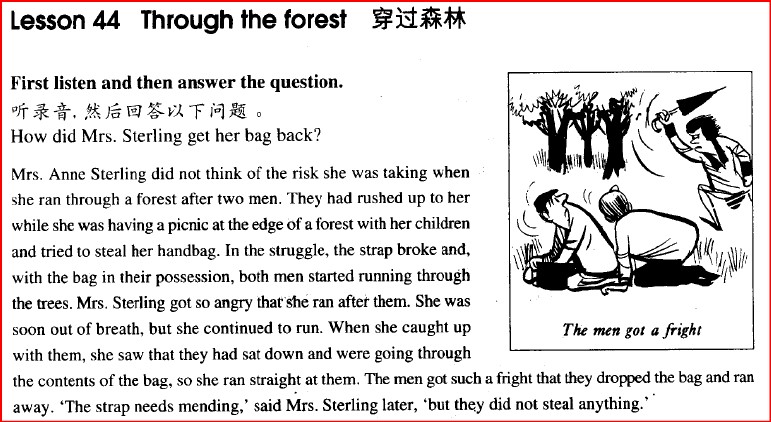 Lesson 44 Through the forest 穿过森林
First listen and then answer the question.
听录音，然后回答以下问题。
How did Mrs. Sterling get her bag back?
Mrs. Anne Sterling did not think of the risk she was taking when
she ran through a forest after two men. They had rushed up to her
while she was having a picnic at the edge of a forest with her children
and tried to steal her handbag. In the struggle, the strap broke and,
with the bag in their possession, both men started running through
the trees. Mrs. Sterling got so angry that she ran after them. She was
soon out of breath, but she continued to run. When she caught up
with them, she saw that they had sat down and were going through
the contents of the bag, so she ran straight at them. The men got such a fright that they dropped the bag and ran
away. ‘The strap needs mending,’ said Mrs. Sterling later, ‘but they did not steal anything.’
The men got a fright